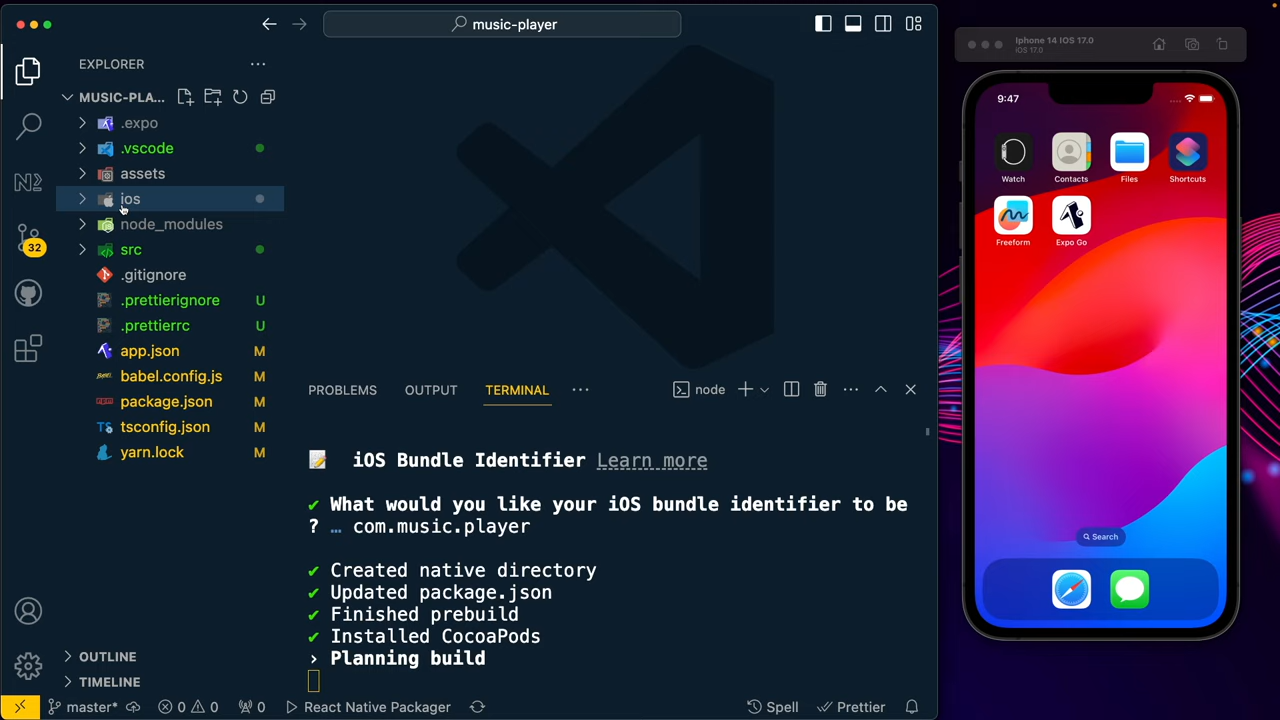 music-player
EXPLORER
MUSIC-PLA...
.expo
.vscode
assets
ios
node_modules
src
.gitignore
.prettierignore U
.prettierrc U
app.json M
babel.config.js M
package.json M
tsconfig.json M
yarn.lock M
32
OUTLINE
TIMELINE
PROBLEMS OUTPUT TERMINAL ... node
📝 iOS Bundle Identifier Learn more
✔ What would you like your iOS bundle identifier to be
? … com.music.player
✔ Created native directory
✔ Updated package.json
✔ Finished prebuild
✔ Installed CocoaPods
› Planning build
master* 0 0 0 React Native Packager Spell Prettier
Iphone 14 IOS 17.0
iOS 17.0
9:47
Watch Contacts Files Shortcuts
Freeform Expo Go
Search